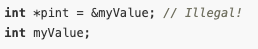 int *pint = &myValue; // Illegal!
int myValue;